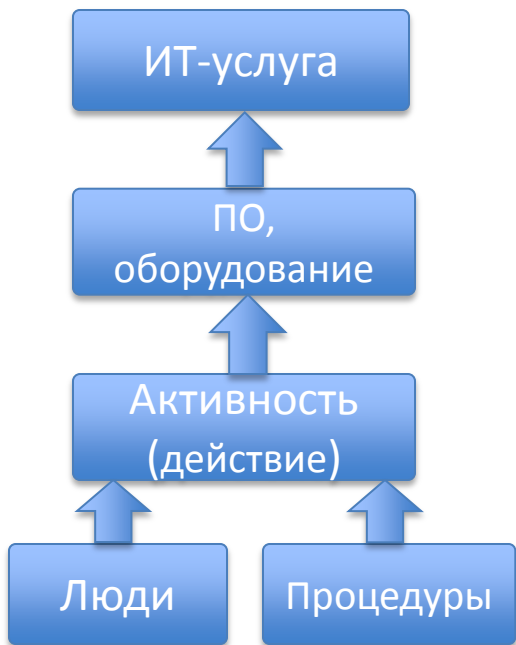 ИТ-услуга
ПО,
оборудование
Активность
(действие)
Люди
Процедуры